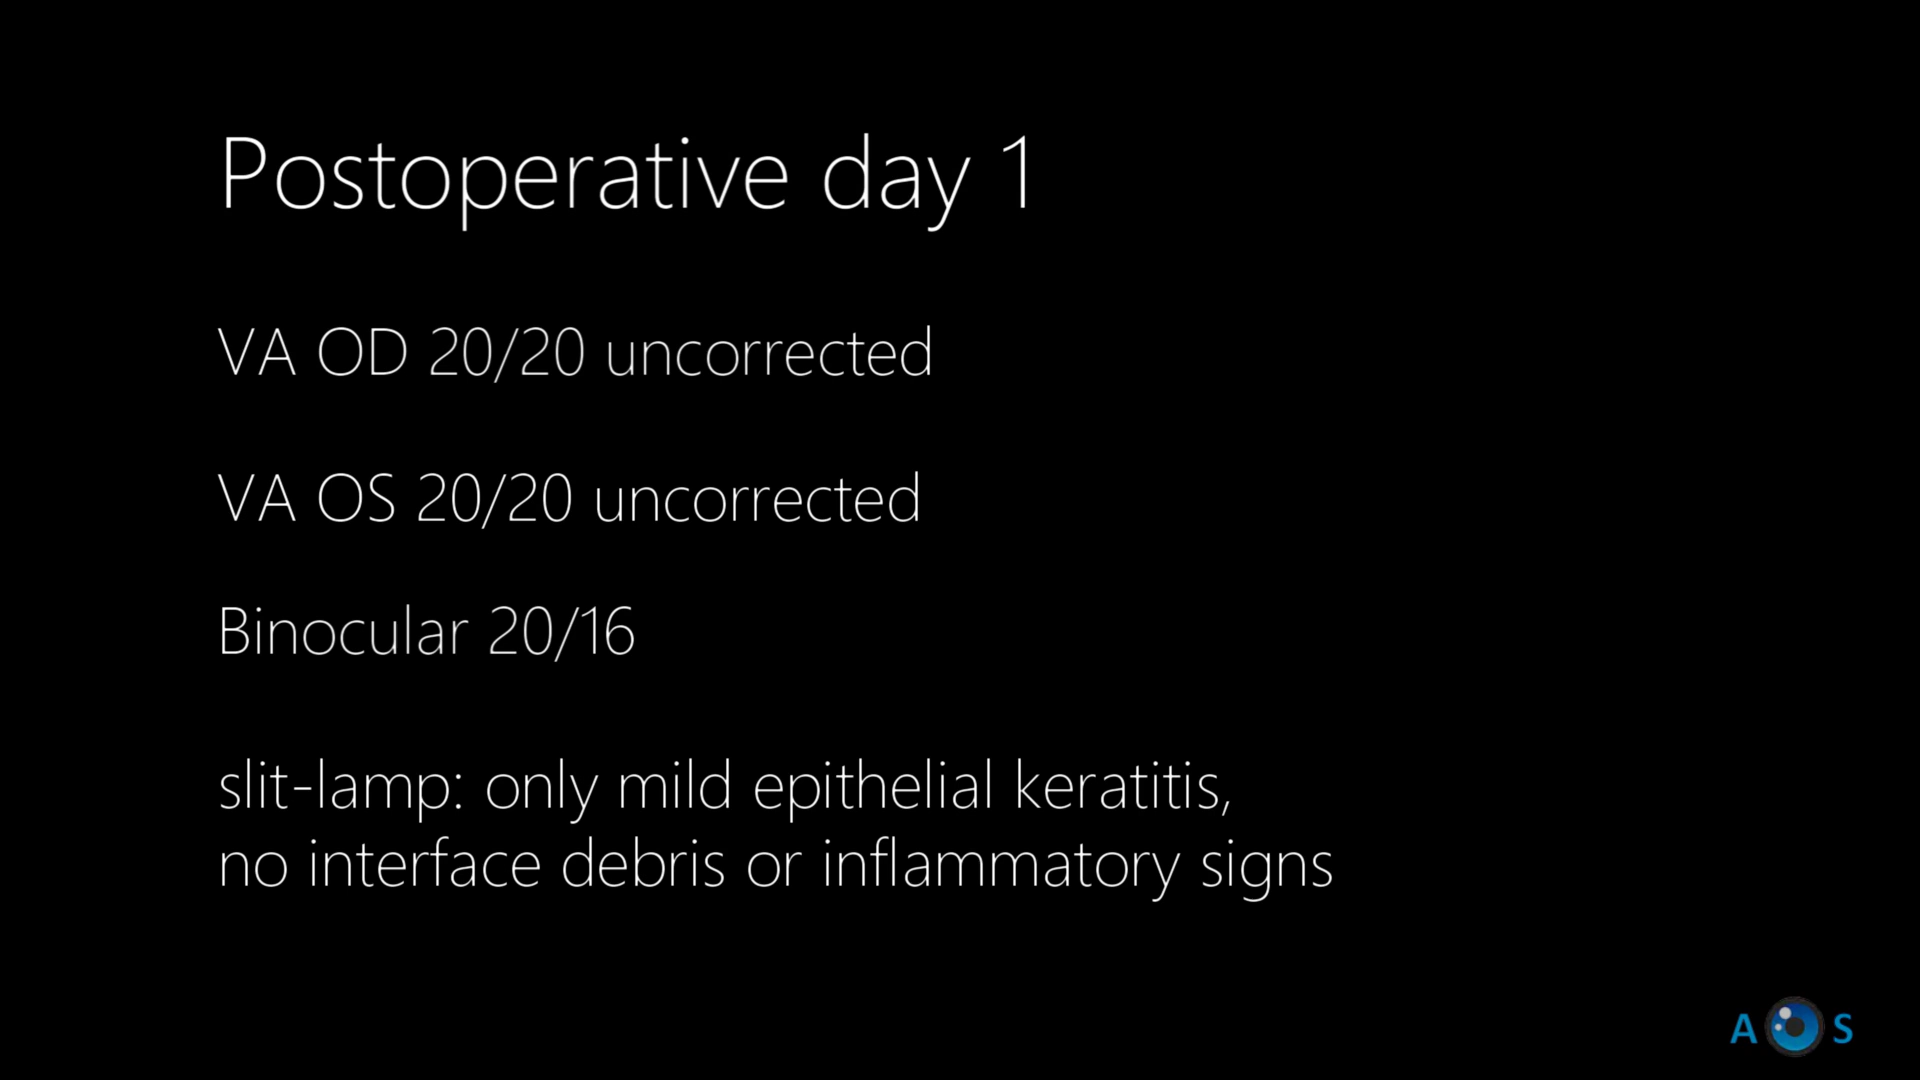 Postoperative day 1
VA OD 20/20 uncorrected
VA OS 20/20 uncorrected
Binocular 20/16
slit-lamp: only mild epithelial keratitis,
no interface debris or inflammatory signs
A S